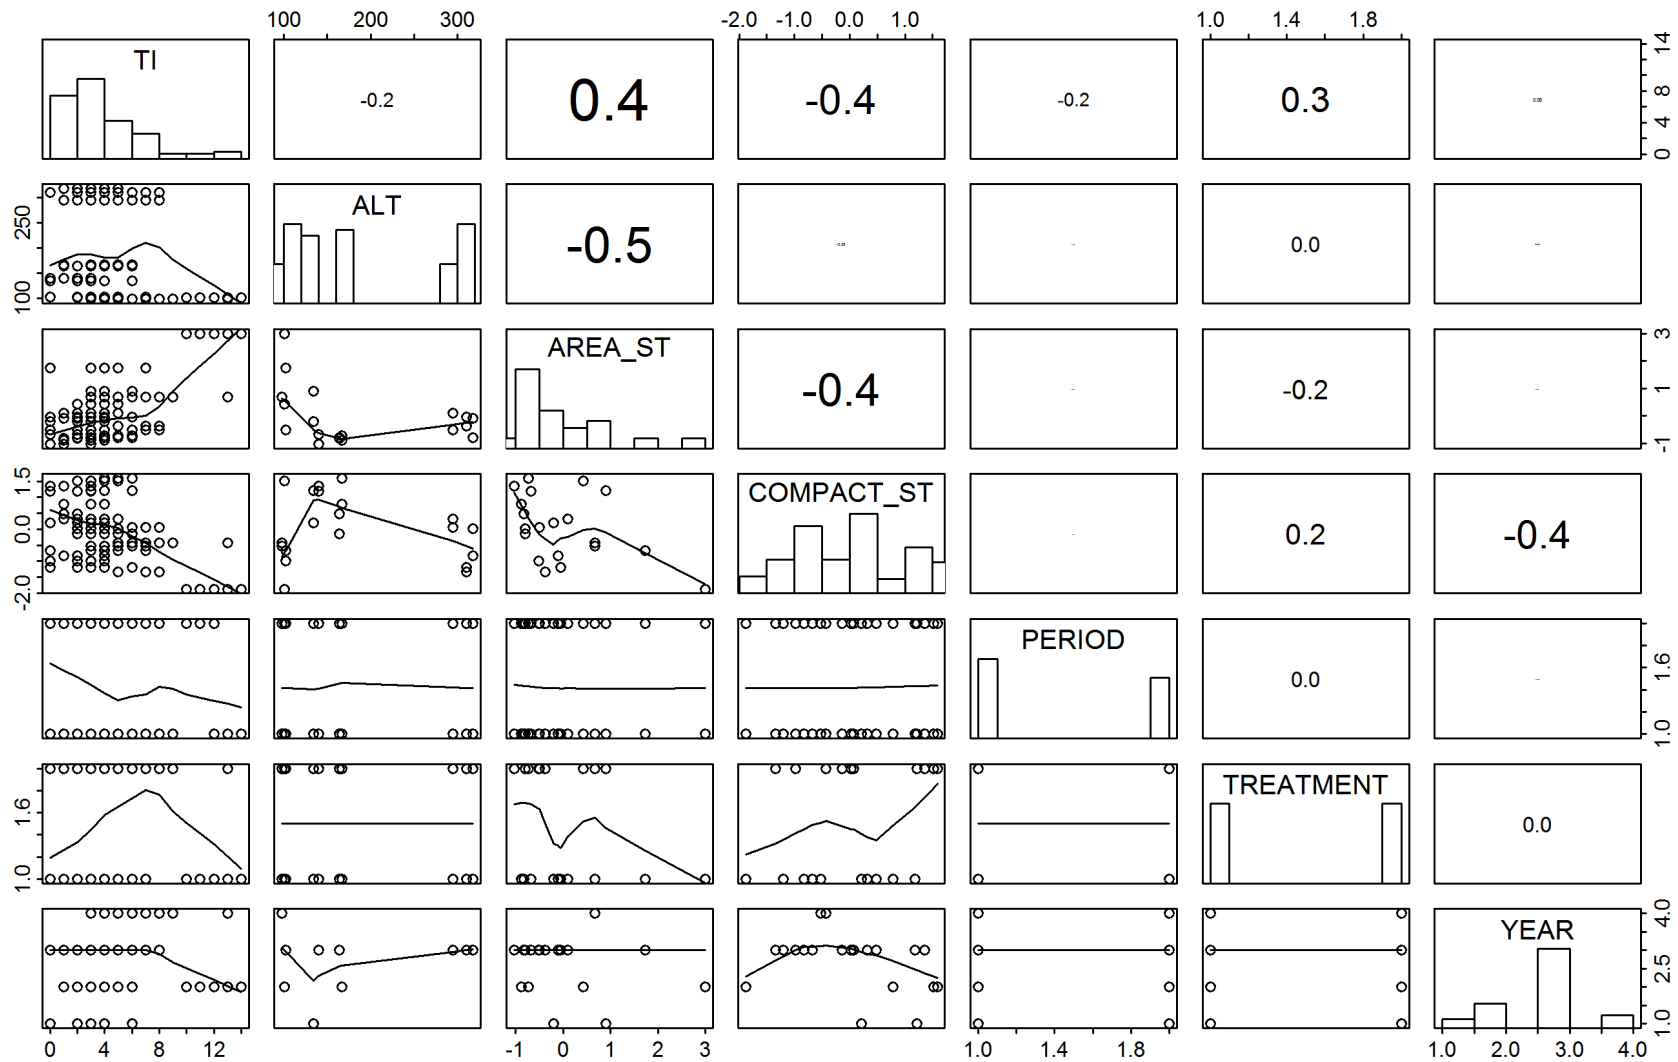 100 200 300 -2.0 -1.0 0.0 1.0 1.0 1.4 1.8
TI -0.2 0.4 -0.4 -0.2 0.3 0 4 8 14
100 250 ALT -0.5 0.0
AREA_ST -0.4 -0.2 -1 1 3
-2.0 0.0 1.5 COMPACT_ST 0.2 -0.4
PERIOD 0.0 1.0 1.6
1.0 1.6 TREATMENT 0.0
YEAR 1.0 2.5 4.0
0 4 8 12 -1 0 1 2 3 1.0 1.4 1.8 1.0 2.0 3.0 4.0